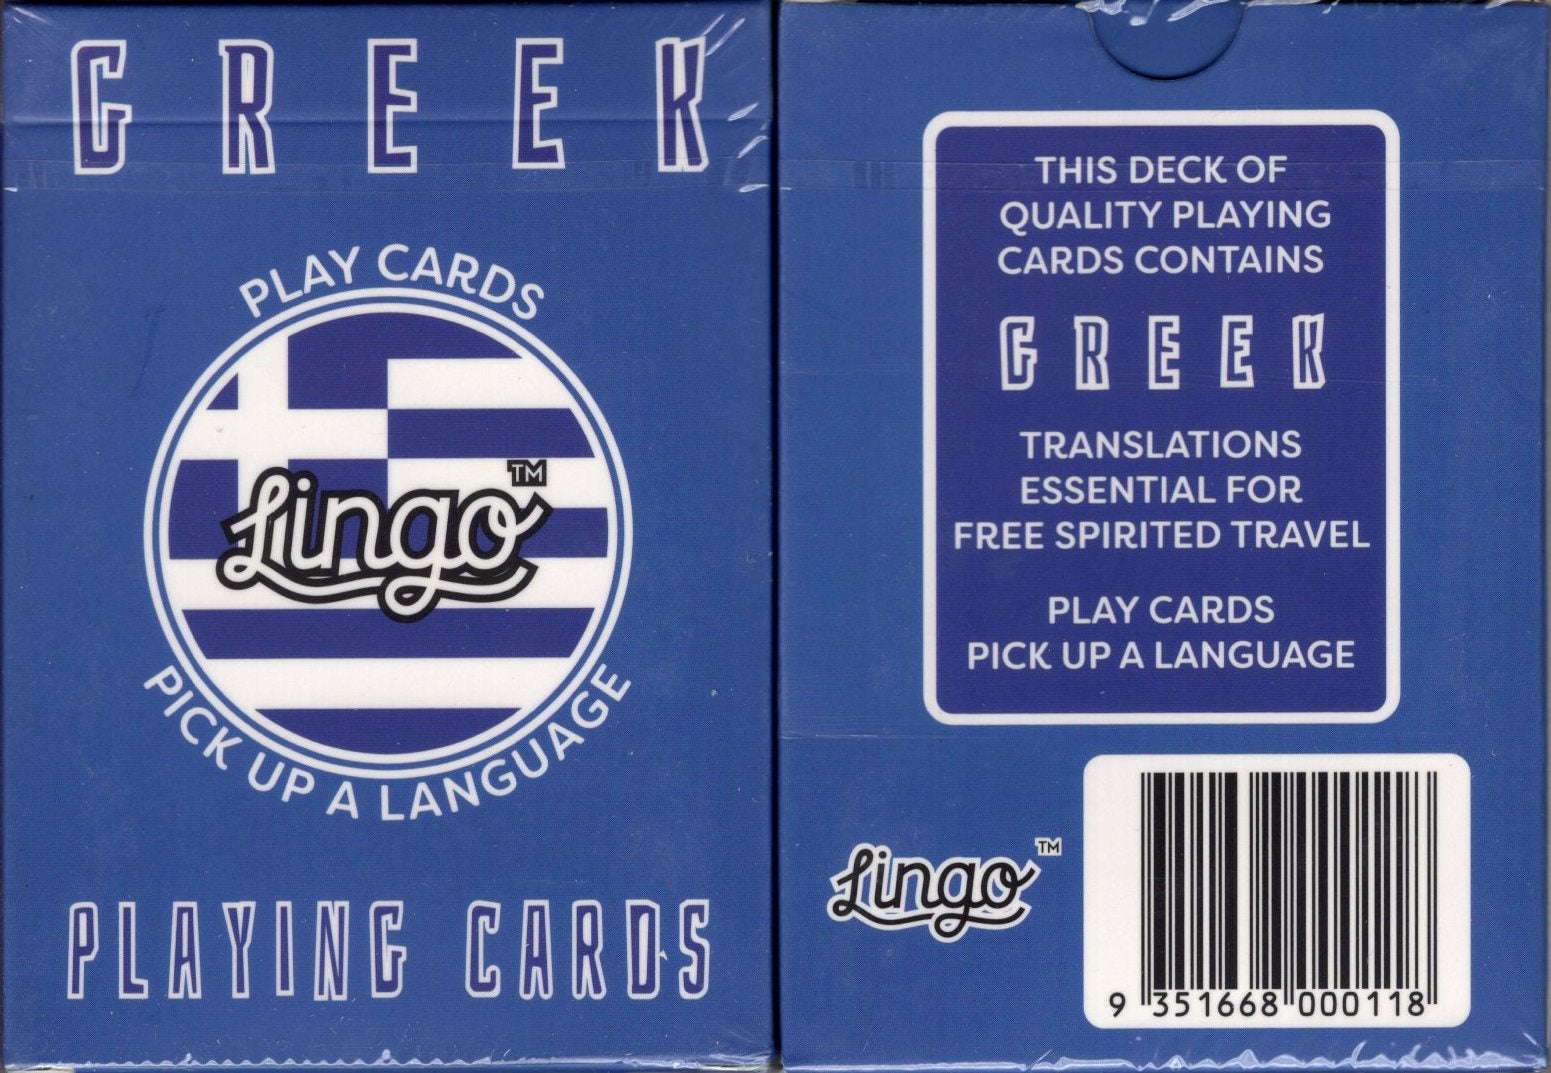 GREEK
PLAY CARDS
Lingo™
PICK UP A LANGUAGE
PLAYING CARDS
THIS DECK OF
QUALITY PLAYING
CARDS CONTAINS
GREEK
TRANSLATIONS
ESSENTIAL FOR
FREE SPIRITED TRAVEL
PLAY CARDS
PICK UP A LANGUAGE
Lingo™
9 351668 000118